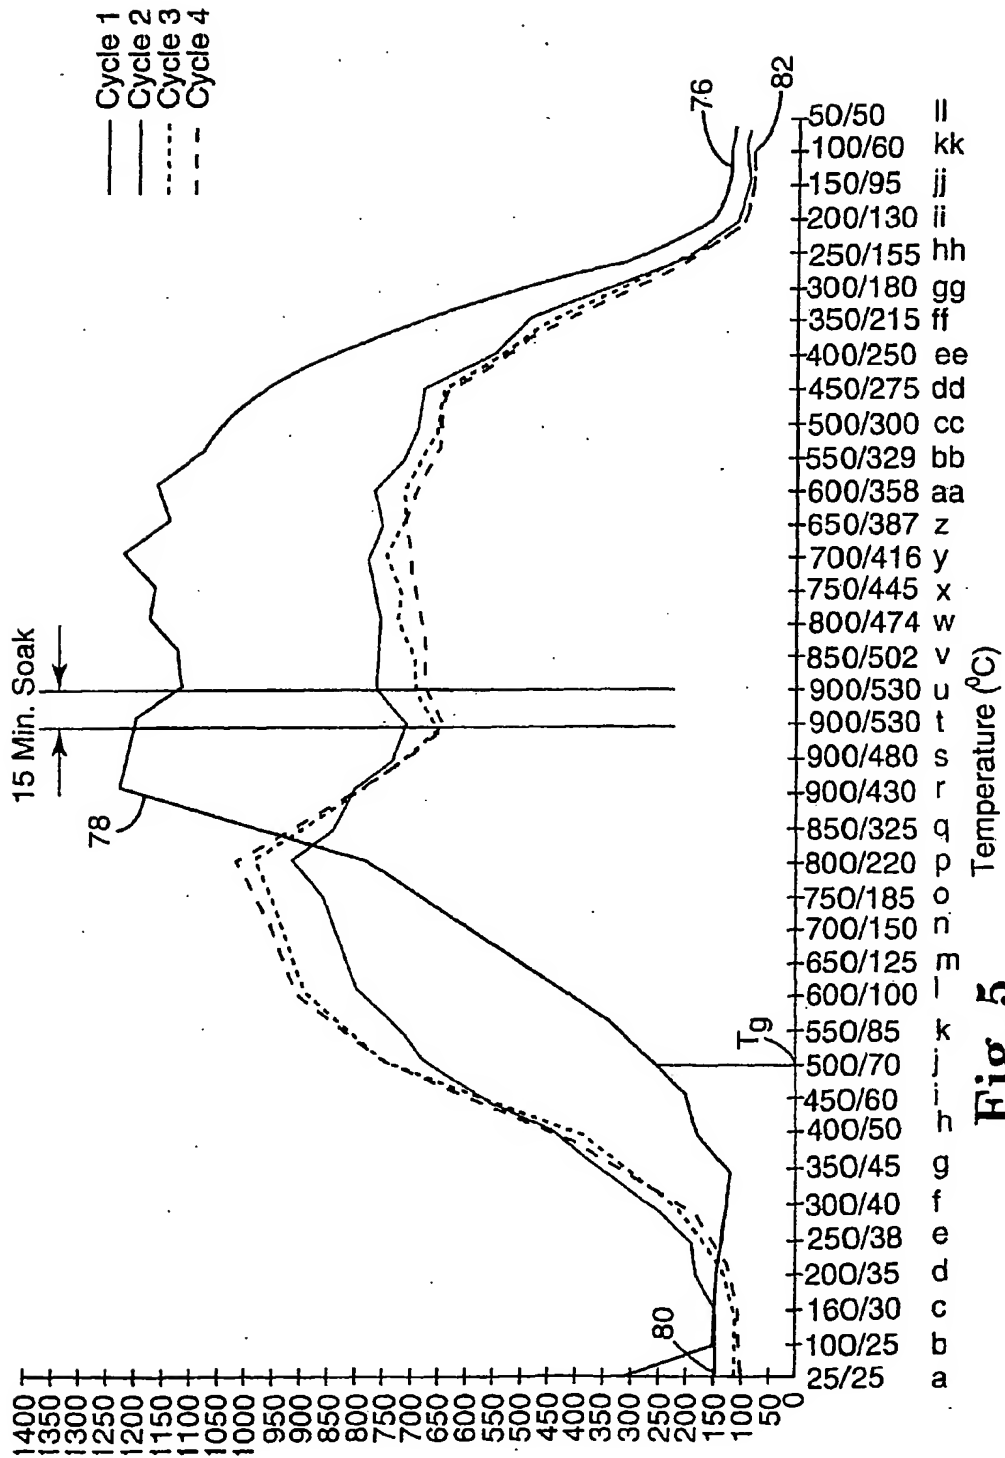 Cycle 1
Cycle 2
Cycle 3
Cycle 4
15 Min. Soak
78
76
82
80
Tg
1400
1350
1300
1250
1200
1150
1100
1050
1000
950
900
850
800
750
700
650
600
550
500
450
400
350
300
250
200
150
100
50
0
25/25 a
100/25 b
160/30 c
200/35 d
250/38 e
300/40 f
350/45 g
400/50 h
450/60 i
500/70 j
550/85 k
600/100 l
650/125 m
700/150 n
750/185 o
800/220 p
850/325 q
900/430 r
900/480 s
900/530 t
900/530 u
850/502 v
800/474 w
750/445 x
700/416 y
650/387 z
600/358 aa
550/329 bb
500/300 cc
450/275 dd
400/250 ee
350/215 ff
300/180 gg
250/155 hh
200/130 ii
150/95 jj
100/60 kk
50/50 ll
Temperature (⁰C)
Fig. 5